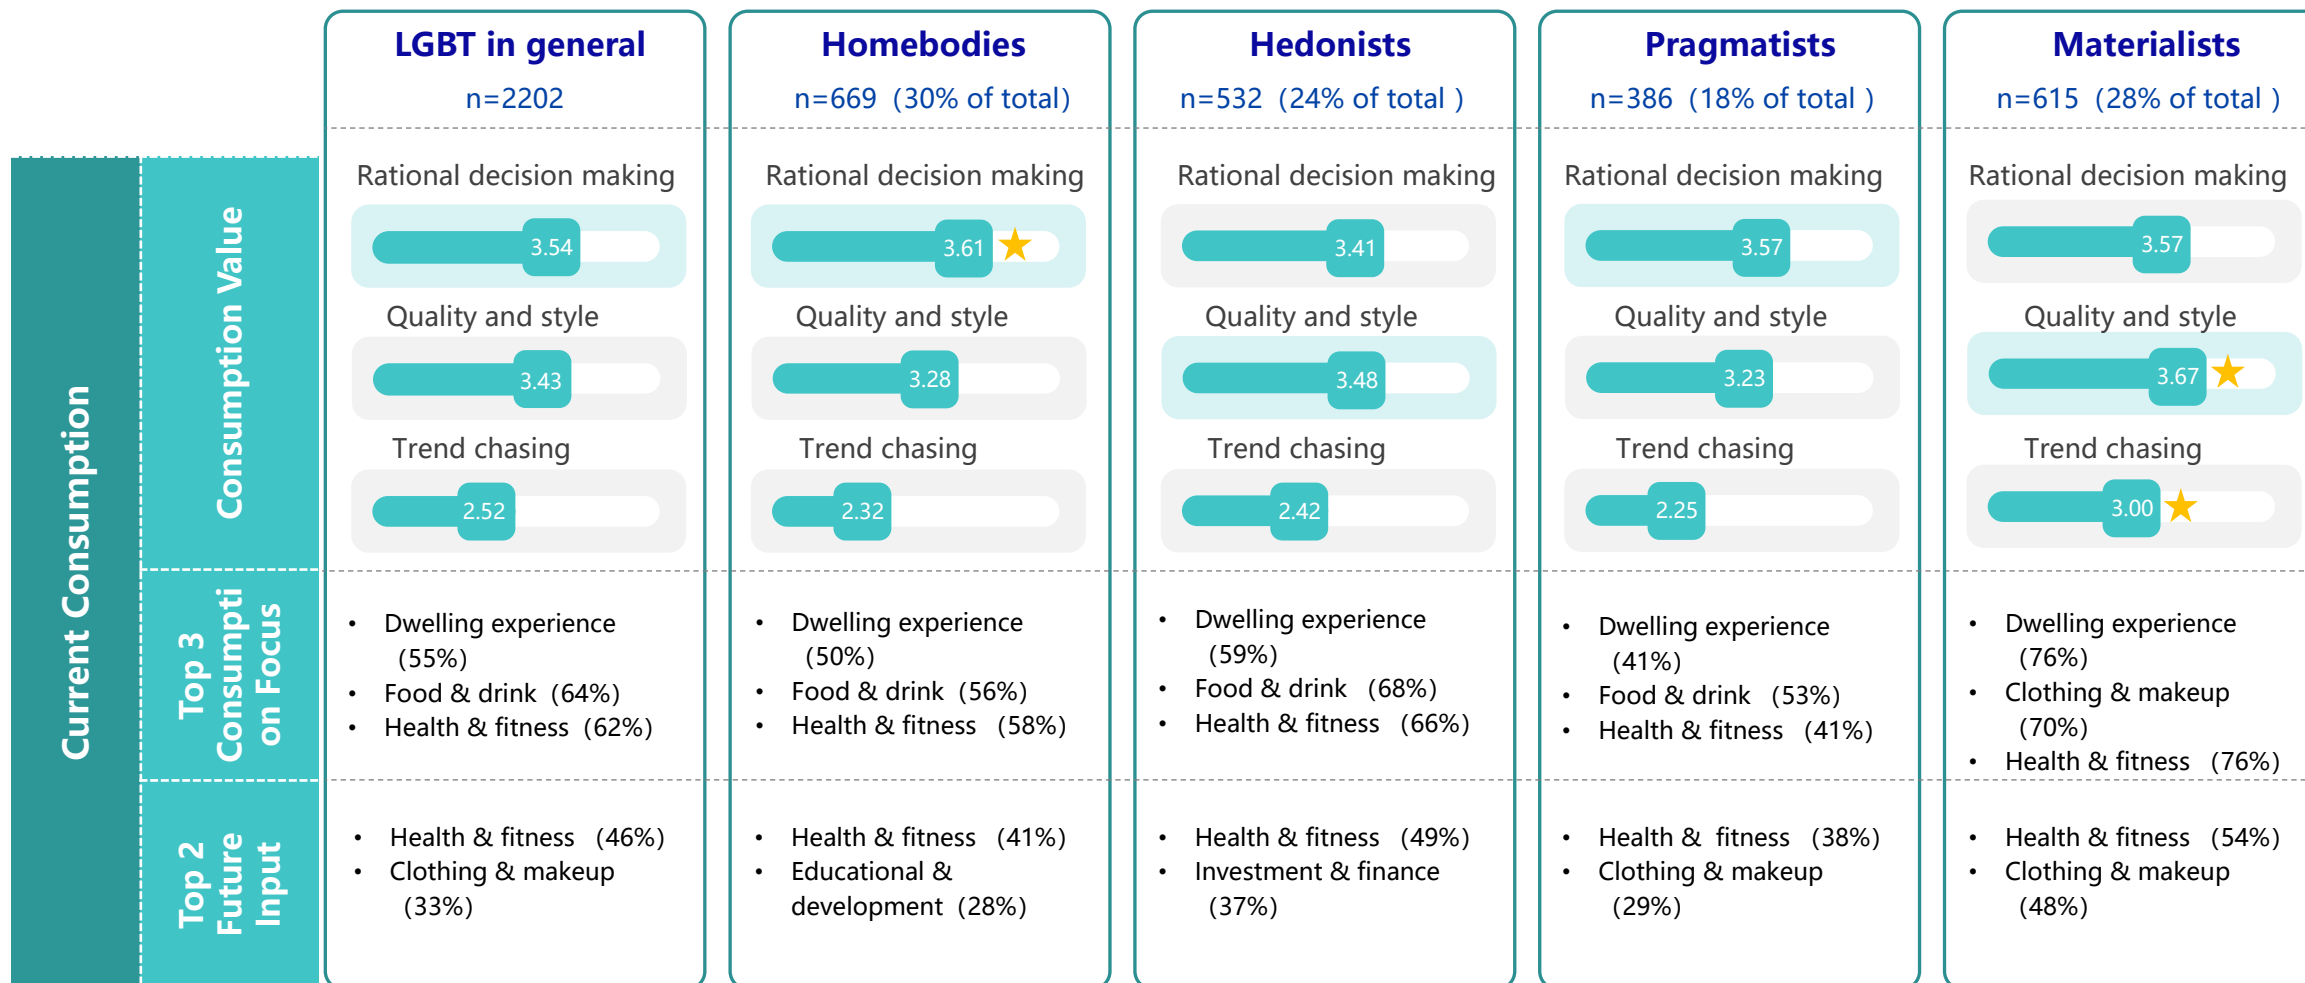 LGBT in general
n=2202
Homebodies
n=669（30% of total）
Hedonists
n=532（24% of total ）
Pragmatists
n=386（18% of total ）
Materialists
n=615（28% of total ）
Current Consumption
Consumption Value
Rational decision making
3.54
Quality and style
3.43
Trend chasing
2.52
Rational decision making
3.61
Quality and style
3.28
Trend chasing
2.32
Rational decision making
3.41
Quality and style
3.48
Trend chasing
2.42
Rational decision making
3.57
Quality and style
3.23
Trend chasing
2.25
Rational decision making
3.57
Quality and style
3.67
Trend chasing
3.00
Top 3
Consumpti
on Focus
• Dwelling experience
（55%）
• Food & drink（64%）
• Health & fitness（62%）
• Dwelling experience
（50%）
• Food & drink（56%）
• Health & fitness （58%）
• Dwelling experience
（59%）
• Food & drink （68%）
• Health & fitness （66%）
• Dwelling experience
（41%）
• Food & drink （53%）
• Health & fitness （41%）
• Dwelling experience
（76%）
• Clothing & makeup
（70%）
• Health & fitness （76%）
Top 2
Future
Input
• Health & fitness（46%）
• Clothing & makeup
（33%）
• Health & fitness（41%）
• Educational &
development（28%）
• Health & fitness（49%）
• Investment & finance
（37%）
• Health & fitness（38%）
• Clothing & makeup
（29%）
• Health & fitness（54%）
• Clothing & makeup
（48%）